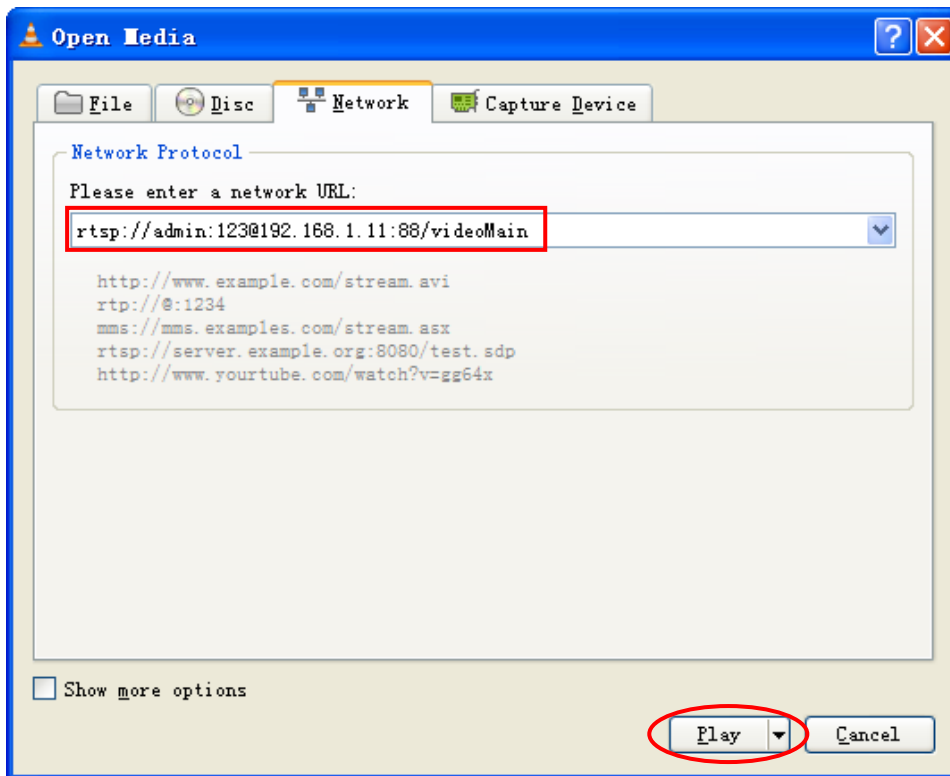 Open Media
File Disc Network Capture Device
Network Protocol
Please enter a network URL:
rtsp://admin:123@192.168.1.11:88/videoMain
http://www.example.com/stream.avi
rtp://@:1234
mms://mms.examples.com/stream.asx
rtsp://server.example.org:8080/test.sdp
http://www.yourtube.com/watch?v=gg64x
Show more options
Play Cancel